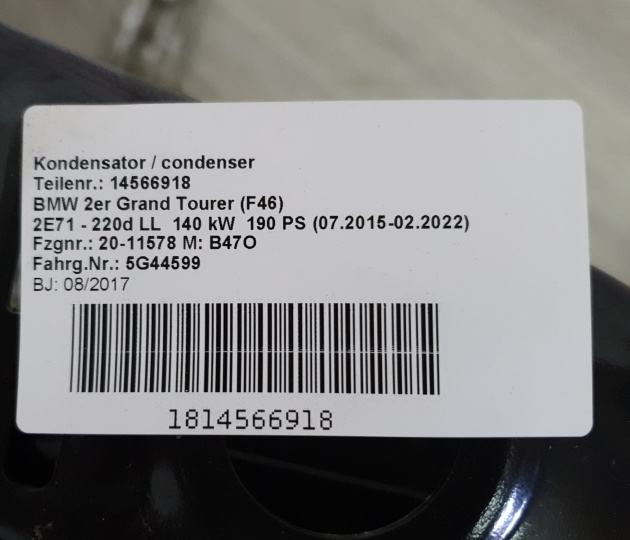 Kondensator / condenser
Teilenr.: 14566918
BMW 2er Grand Tourer (F46)
2E71 - 220d LL 140 kW 190 PS (07.2015-02.2022)
Fzgnr.: 20-11578 M: B47O
Fahrg.Nr.: 5G44599
BJ: 08/2017
1814566918